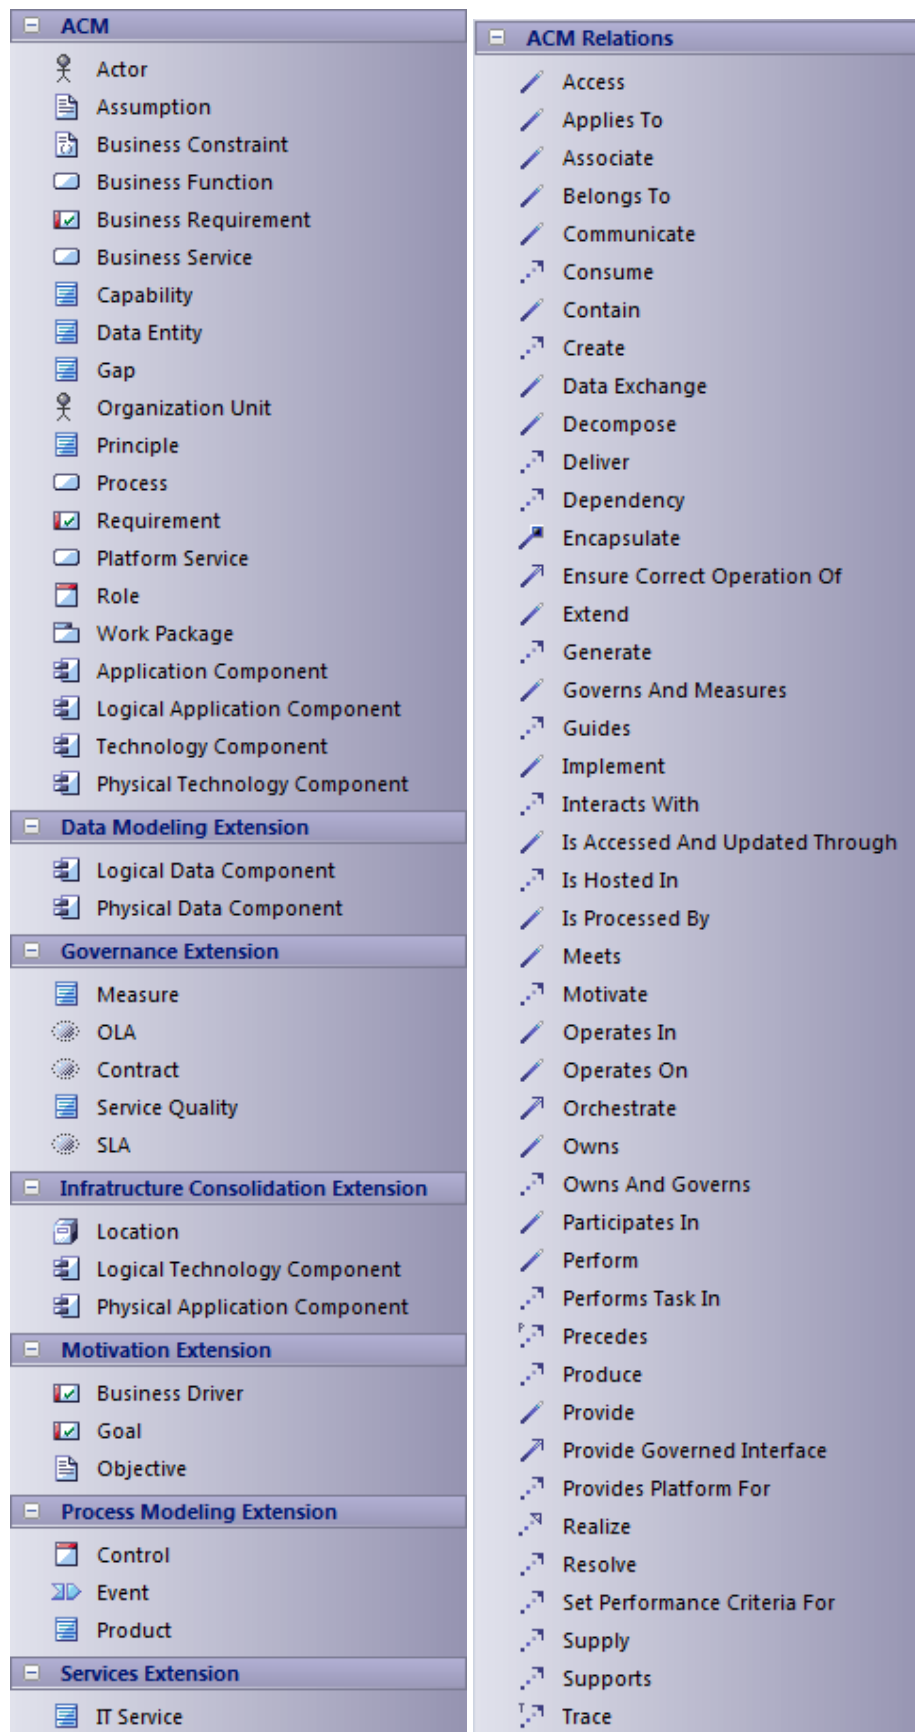 ACM
Actor
Assumption
Business Constraint
Business Function
Business Requirement
Business Service
Capability
Data Entity
Gap
Organization Unit
Principle
Process
Requirement
Platform Service
Role
Work Package
Application Component
Logical Application Component
Technology Component
Physical Technology Component
Data Modeling Extension
Logical Data Component
Physical Data Component
Governance Extension
Measure
OLA
Contract
Service Quality
SLA
Infratructure Consolidation Extension
Location
Logical Technology Component
Physical Application Component
Motivation Extension
Business Driver
Goal
Objective
Process Modeling Extension
Control
Event
Product
Services Extension
IT Service
ACM Relations
Access
Applies To
Associate
Belongs To
Communicate
Consume
Contain
Create
Data Exchange
Decompose
Deliver
Dependency
Encapsulate
Ensure Correct Operation Of
Extend
Generate
Governs And Measures
Guides
Implement
Interacts With
Is Accessed And Updated Through
Is Hosted In
Is Processed By
Meets
Motivate
Operates In
Operates On
Orchestrate
Owns
Owns And Governs
Participates In
Perform
Performs Task In
P Precedes
Produce
Provide
Provide Governed Interface
Provides Platform For
Realize
Resolve
Set Performance Criteria For
Supply
Supports
T Trace